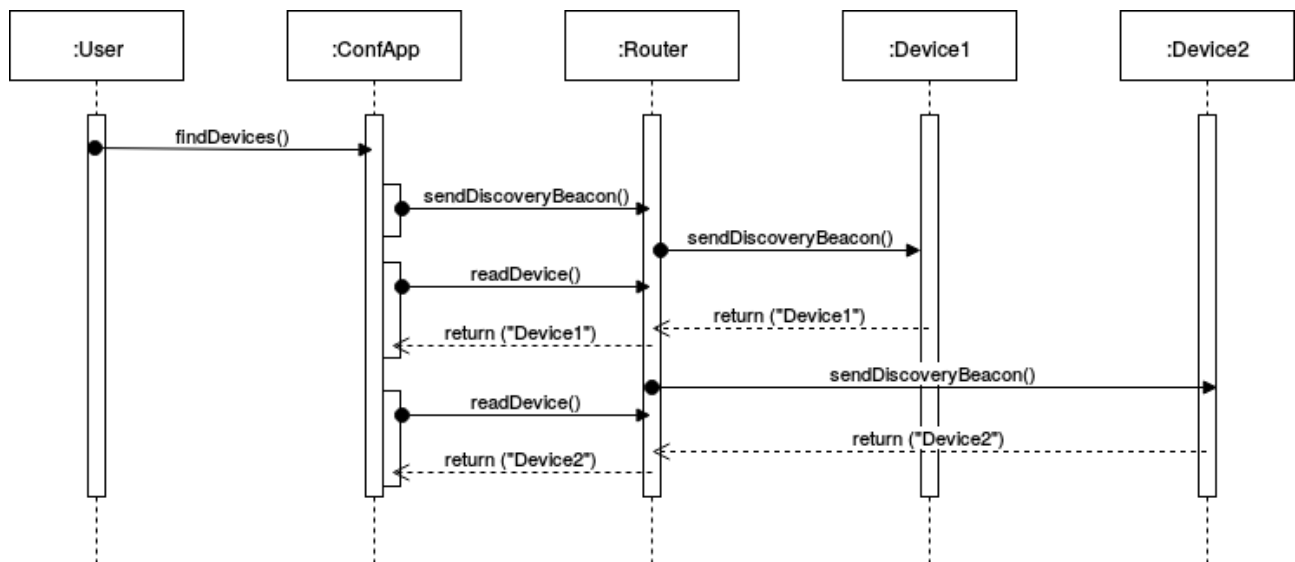 :User
:ConfApp
:Router
:Device1
:Device2
findDevices()
sendDiscoveryBeacon()
sendDiscoveryBeacon()
readDevice()
return ("Device1")
return ("Device1")
sendDiscoveryBeacon()
readDevice()
return ("Device2")
return ("Device2")